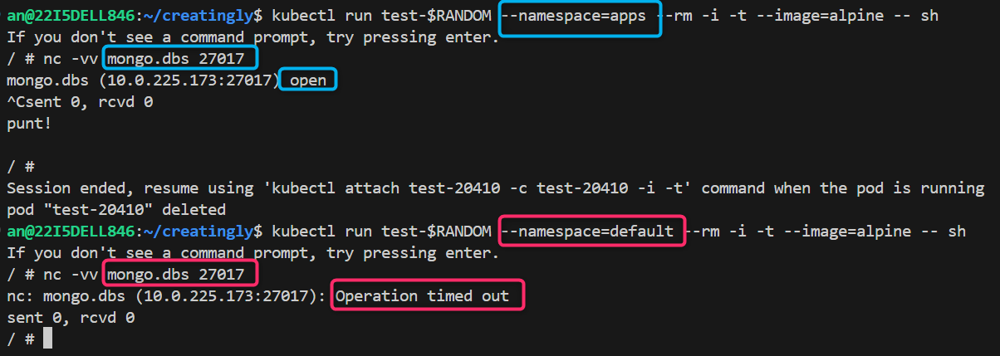 an@22I5DELL846:~/creatingly$ kubectl run test-$RANDOM --namespace=apps --rm -i -t --image=alpine -- sh
If you don't see a command prompt, try pressing enter.
/ # nc -vv mongo.dbs 27017
mongo.dbs (10.0.225.173:27017) open
^Csent 0, rcvd 0
punt!
/ #
Session ended, resume using 'kubectl attach test-20410 -c test-20410 -i -t' command when the pod is running
pod "test-20410" deleted
an@22I5DELL846:~/creatingly$ kubectl run test-$RANDOM --namespace=default --rm -i -t --image=alpine -- sh
If you don't see a command prompt, try pressing enter.
/ # nc -vv mongo.dbs 27017
nc: mongo.dbs (10.0.225.173:27017): Operation timed out
sent 0, rcvd 0
/ #